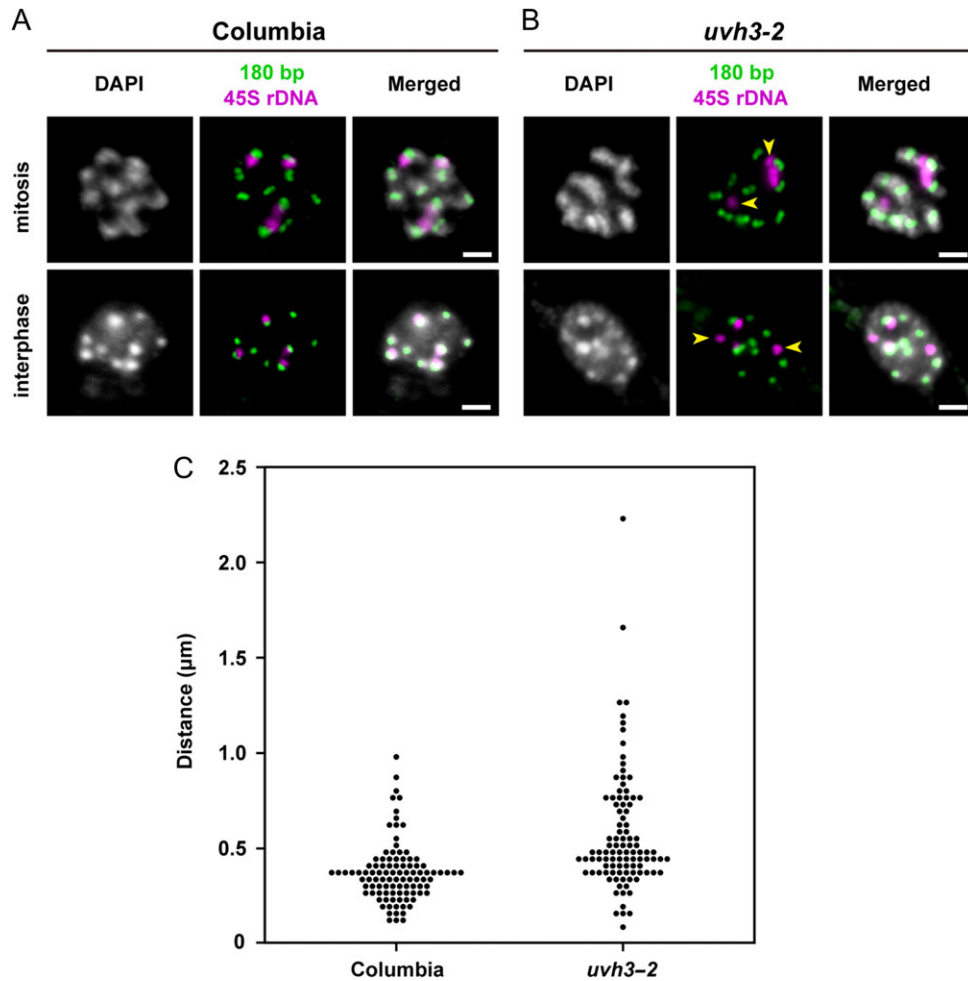 A
Columbia
DAPI
180 bp
45S rDNA
Merged
mitosis
interphase
B
uvh3-2
DAPI
180 bp
45S rDNA
Merged
C
Distance (μm)
2.5
2.0
1.5
1.0
0.5
0
Columbia
uvh3–2